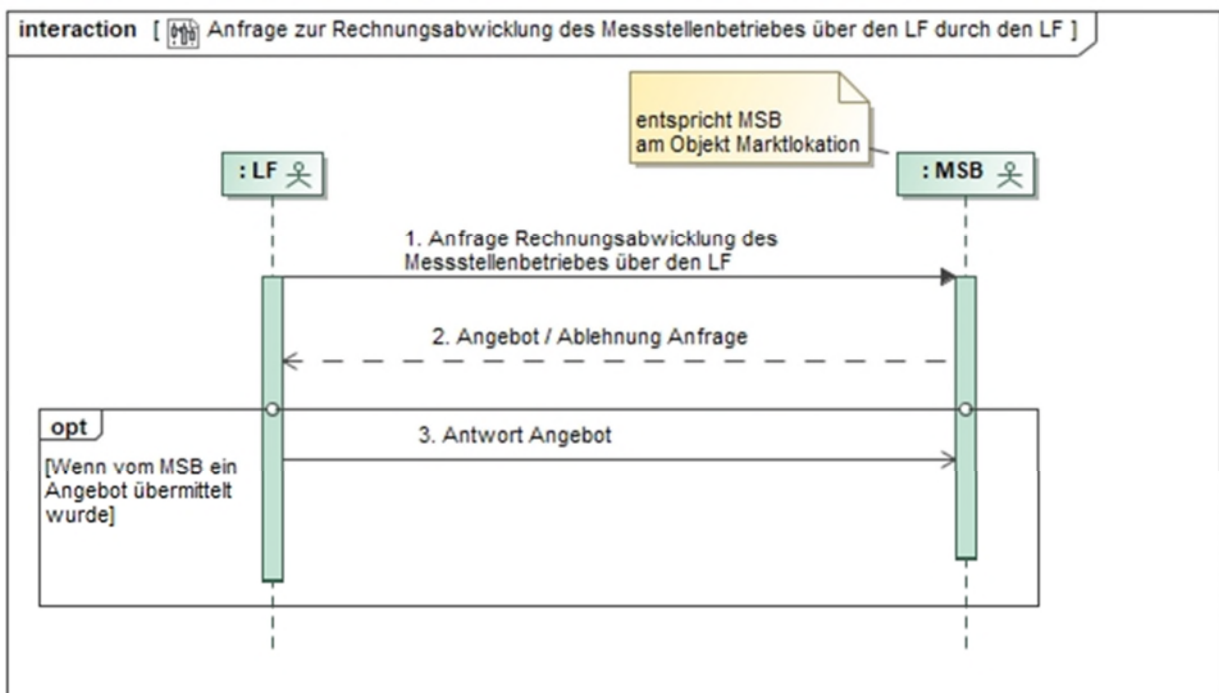 interaction [ Anfrage zur Rechnungsabwicklung des Messstellenbetriebes über den LF durch den LF ]
entspricht MSB
am Objekt Marktlokation
: LF
: MSB
1. Anfrage Rechnungsabwicklung des
Messstellenbetriebes über den LF
2. Angebot / Ablehnung Anfrage
opt
3. Antwort Angebot
[Wenn vom MSB ein
Angebot übermittelt
wurde]